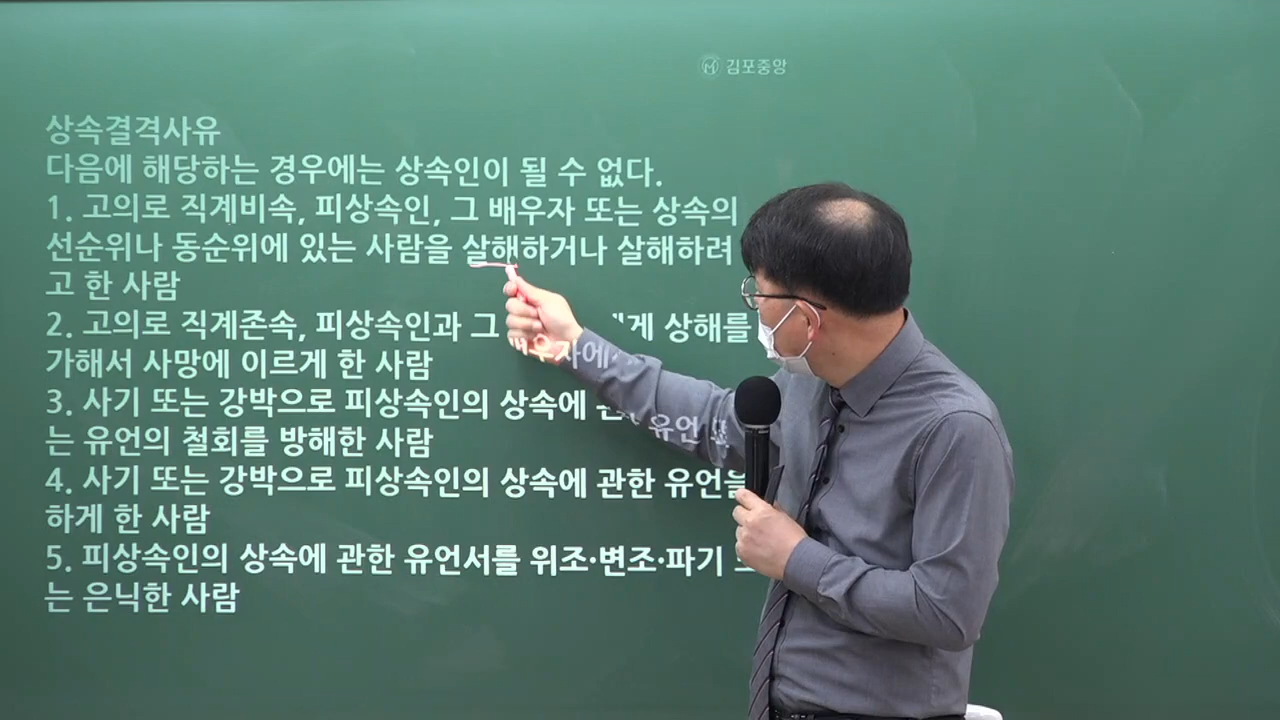 김포중앙
상속결격사유
다음에 해당하는 경우에는 상속인이 될 수 없다.
1. 고의로 직계비속, 피상속인, 그 배우자 또는 상속의
선순위나 동순위에 있는 사람을 살해하거나 살해하려
고 한 사람
2. 고의로 직계존속, 피상속인과 그 배우자에게 상해를
가해서 사망에 이르게 한 사람
3. 사기 또는 강박으로 피상속인의 상속에 관한 유언 또
는 유언의 철회를 방해한 사람
4. 사기 또는 강박으로 피상속인의 상속에 관한 유언을
하게 한 사람
5. 피상속인의 상속에 관한 유언서를 위조·변조·파기
는 은닉한 사람